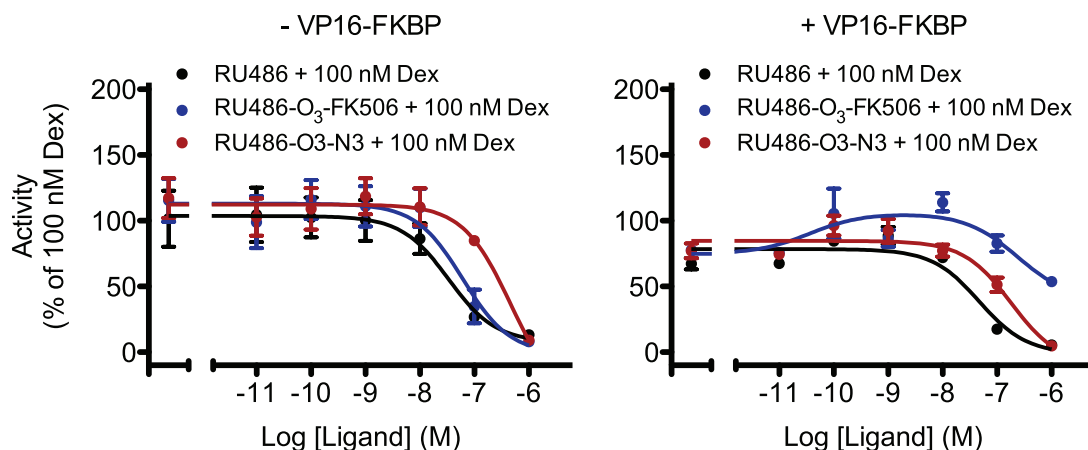 - VP16-FKBP
RU486 + 100 nM Dex
RU486-O3-FK506 + 100 nM Dex
RU486-O3-N3 + 100 nM Dex
Activity
(% of 100 nM Dex)
200
150
100
50
0
-11 -10 -9 -8 -7 -6
Log [Ligand] (M)
+ VP16-FKBP
RU486 + 100 nM Dex
RU486-O3-FK506 + 100 nM Dex
RU486-O3-N3 + 100 nM Dex
200
150
100
50
0
-11 -10 -9 -8 -7 -6
Log [Ligand] (M)